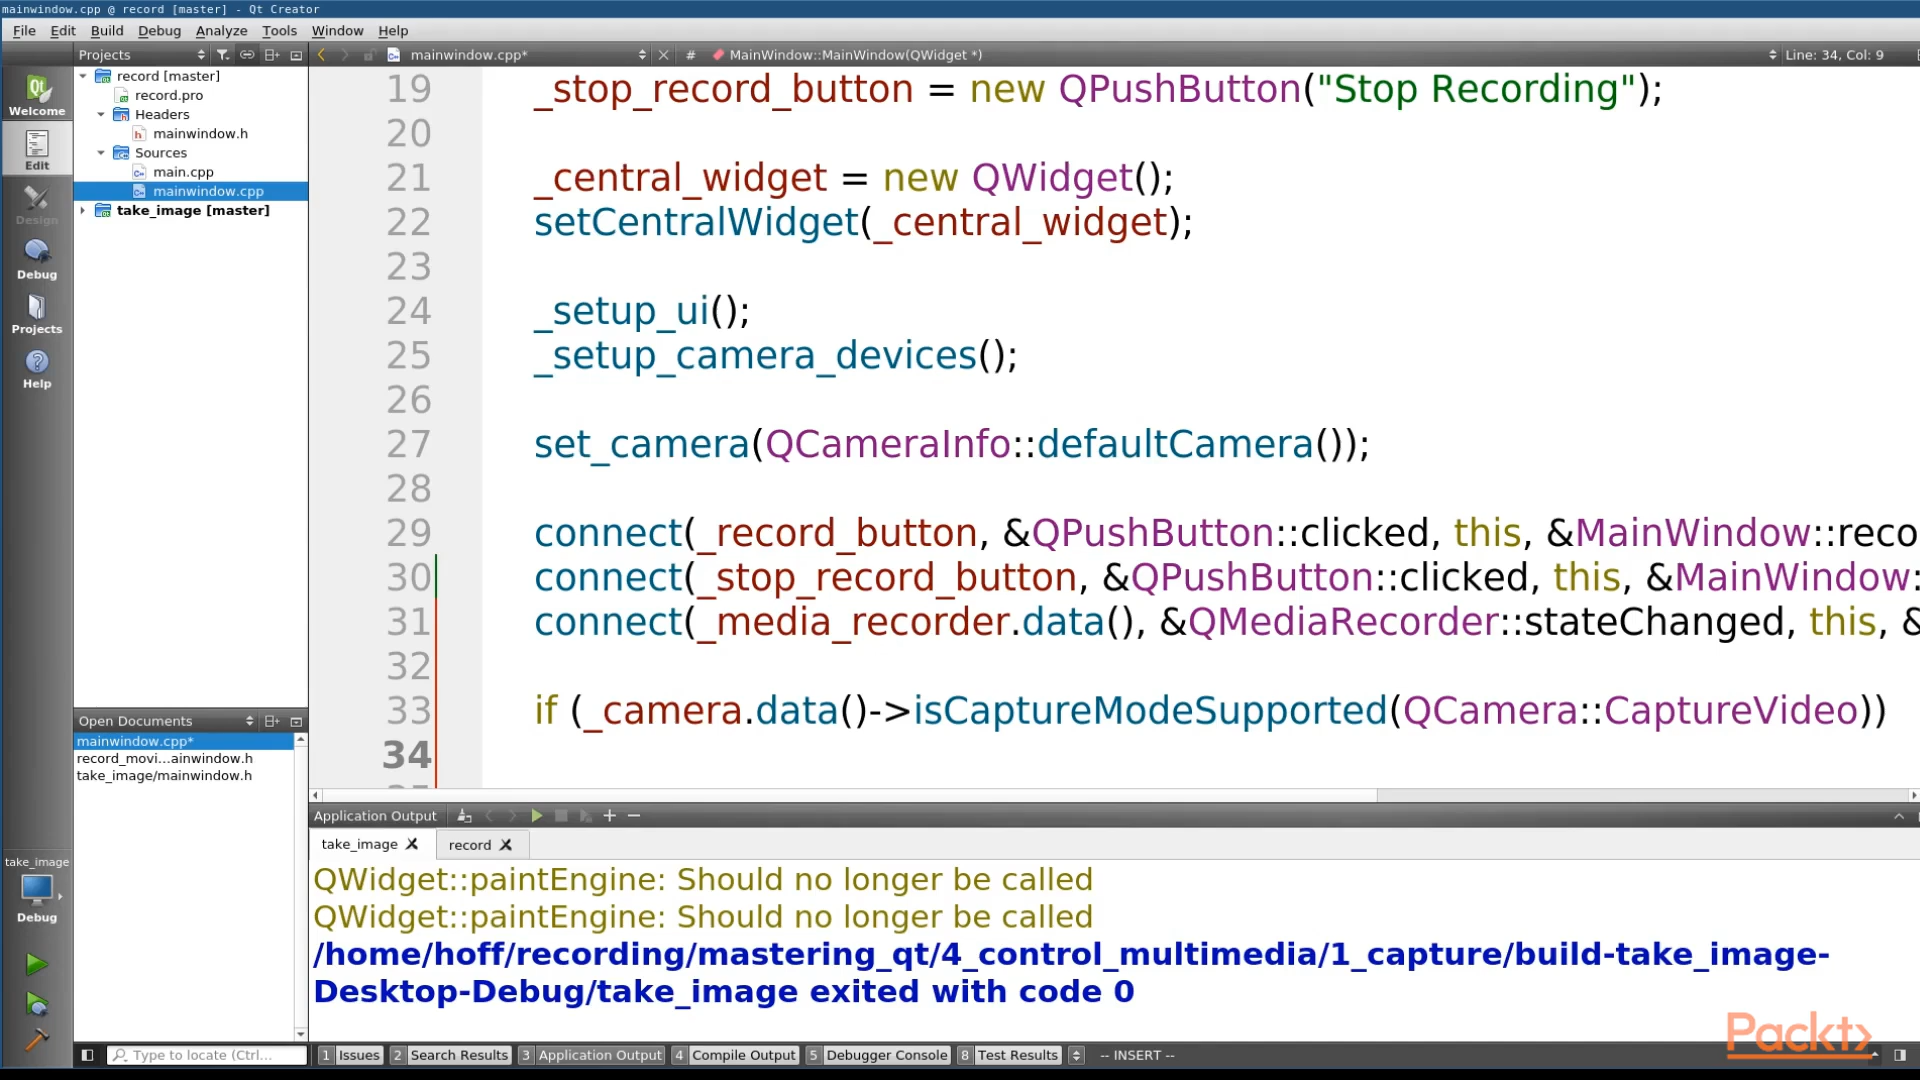 mainwindow.cpp @ record [master] - Qt Creator
File Edit Build Debug Analyze Tools Window Help
Projects
mainwindow.cpp*
# MainWindow::MainWindow(QWidget *)
Line: 34, Col: 9
Welcome
Edit
Design
Debug
Projects
Help
record [master]
record.pro
Headers
mainwindow.h
Sources
main.cpp
mainwindow.cpp
take_image [master]
19 _stop_record_button = new QPushButton("Stop Recording");
20
21 _central_widget = new QWidget();
22 setCentralWidget(_central_widget);
23
24 _setup_ui();
25 _setup_camera_devices();
26
27 set_camera(QCameraInfo::defaultCamera());
28
29 connect(_record_button, &QPushButton::clicked, this, &MainWindow::reco
30 connect(_stop_record_button, &QPushButton::clicked, this, &MainWindow:
31 connect(_media_recorder.data(), &QMediaRecorder::stateChanged, this, &
32
33 if (_camera.data()->isCaptureModeSupported(QCamera::CaptureVideo))
34
Open Documents
mainwindow.cpp*
record_movi...ainwindow.h
take_image/mainwindow.h
Application Output
take_image
record
QWidget::paintEngine: Should no longer be called
QWidget::paintEngine: Should no longer be called
/home/hoff/recording/mastering_qt/4_control_multimedia/1_capture/build-take_image-
Desktop-Debug/take_image exited with code 0
take_image
Debug
Type to locate (Ctrl...
1 Issues 2 Search Results 3 Application Output 4 Compile Output 5 Debugger Console 8 Test Results
-- INSERT --
Packt>